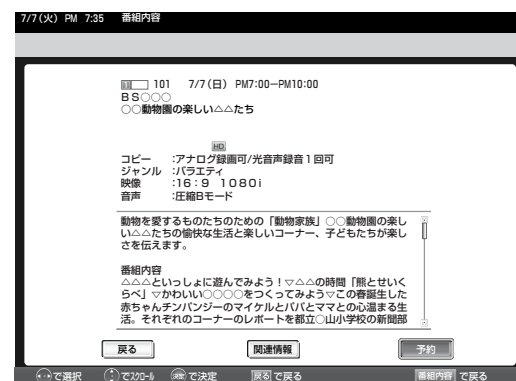 7/7(火) PM 7:35 番組内容
101 7/7(日) PM7:00−PM10:00
BS○○○
○○動物園の楽しい△△たち
HD
コピー :アナログ録画可/光音声録音1回可
ジャンル :バラエティ
映像 :16:9 1080i
音声 :圧縮Bモード
動物を愛するものたちのための「動物家族」○○動物園の楽し
い△△たちの愉快な生活と楽しいコーナー、子どもたちが楽し
さを伝えます。
番組内容
△△△といっしょに遊んでみよう!▽△△の時間「熊とせいく
らべ」▽かわいい○○○○をつくってみよう▽この春誕生した
赤ちゃんチンパンジーのマイケルとパパとママとの心温まる生
活。それぞれのコーナーのレポートを都立○山小学校の新聞部
戻る 関連情報 予約
で選択 でスクロール 決定 で決定 戻る で戻る 番組内容 で戻る